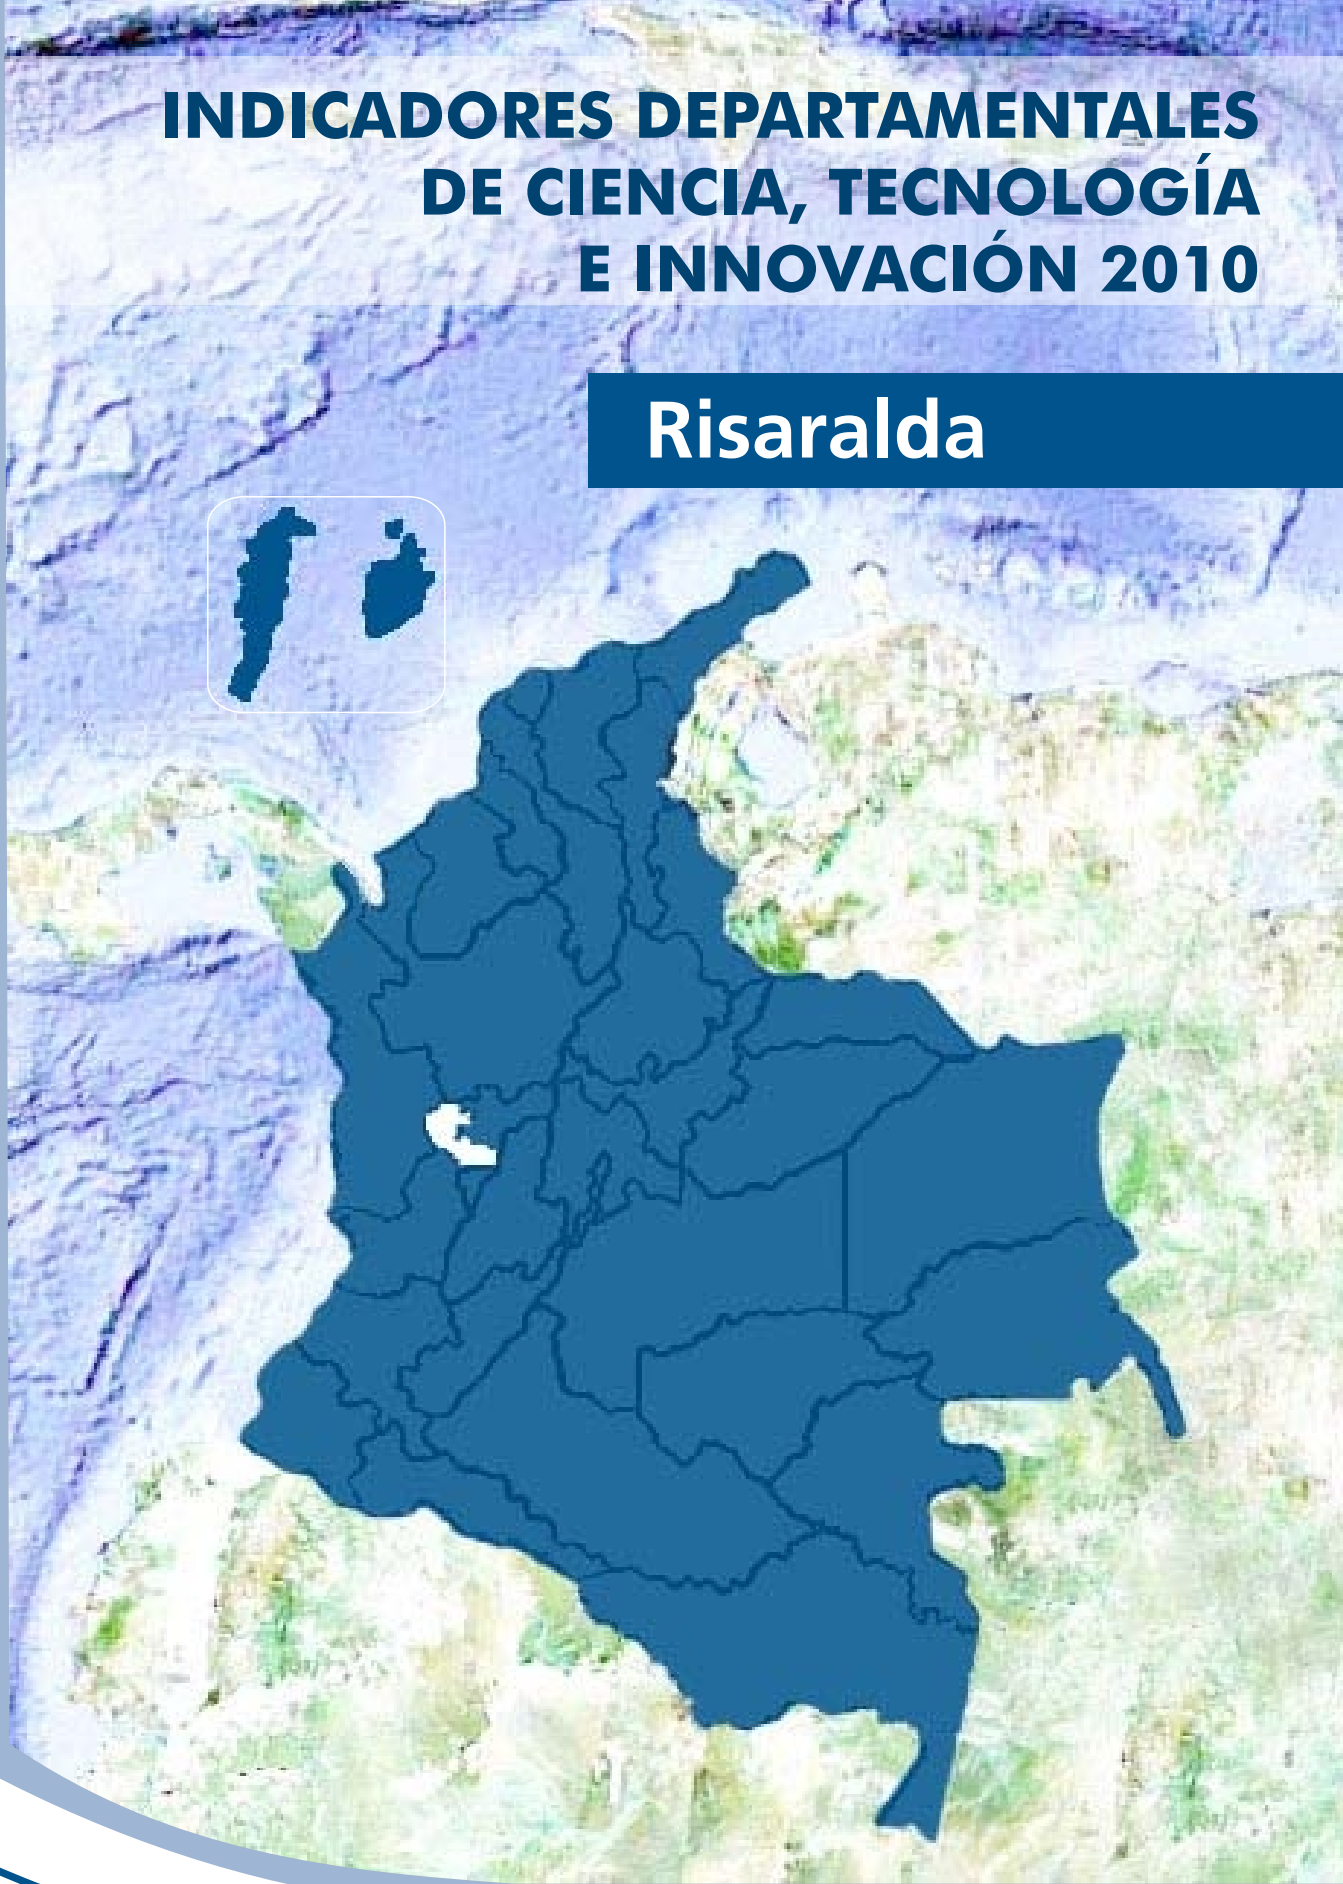 INDICADORES DEPARTAMENTALES
DE CIENCIA, TECNOLOGÍA
E INNOVACIÓN 2010
Risaralda